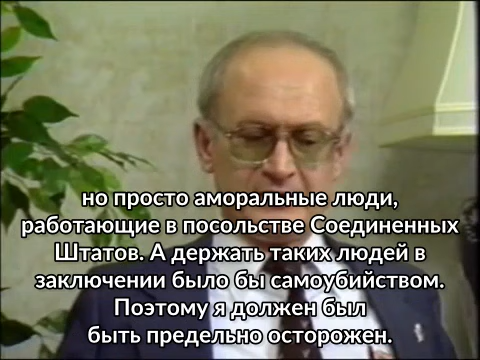 но просто аморальные люди,
работающие в посольстве Соединенных
Штатов. А держать таких людей в
заключении было бы самоубийством.
Поэтому я должен был
быть предельно осторожен.